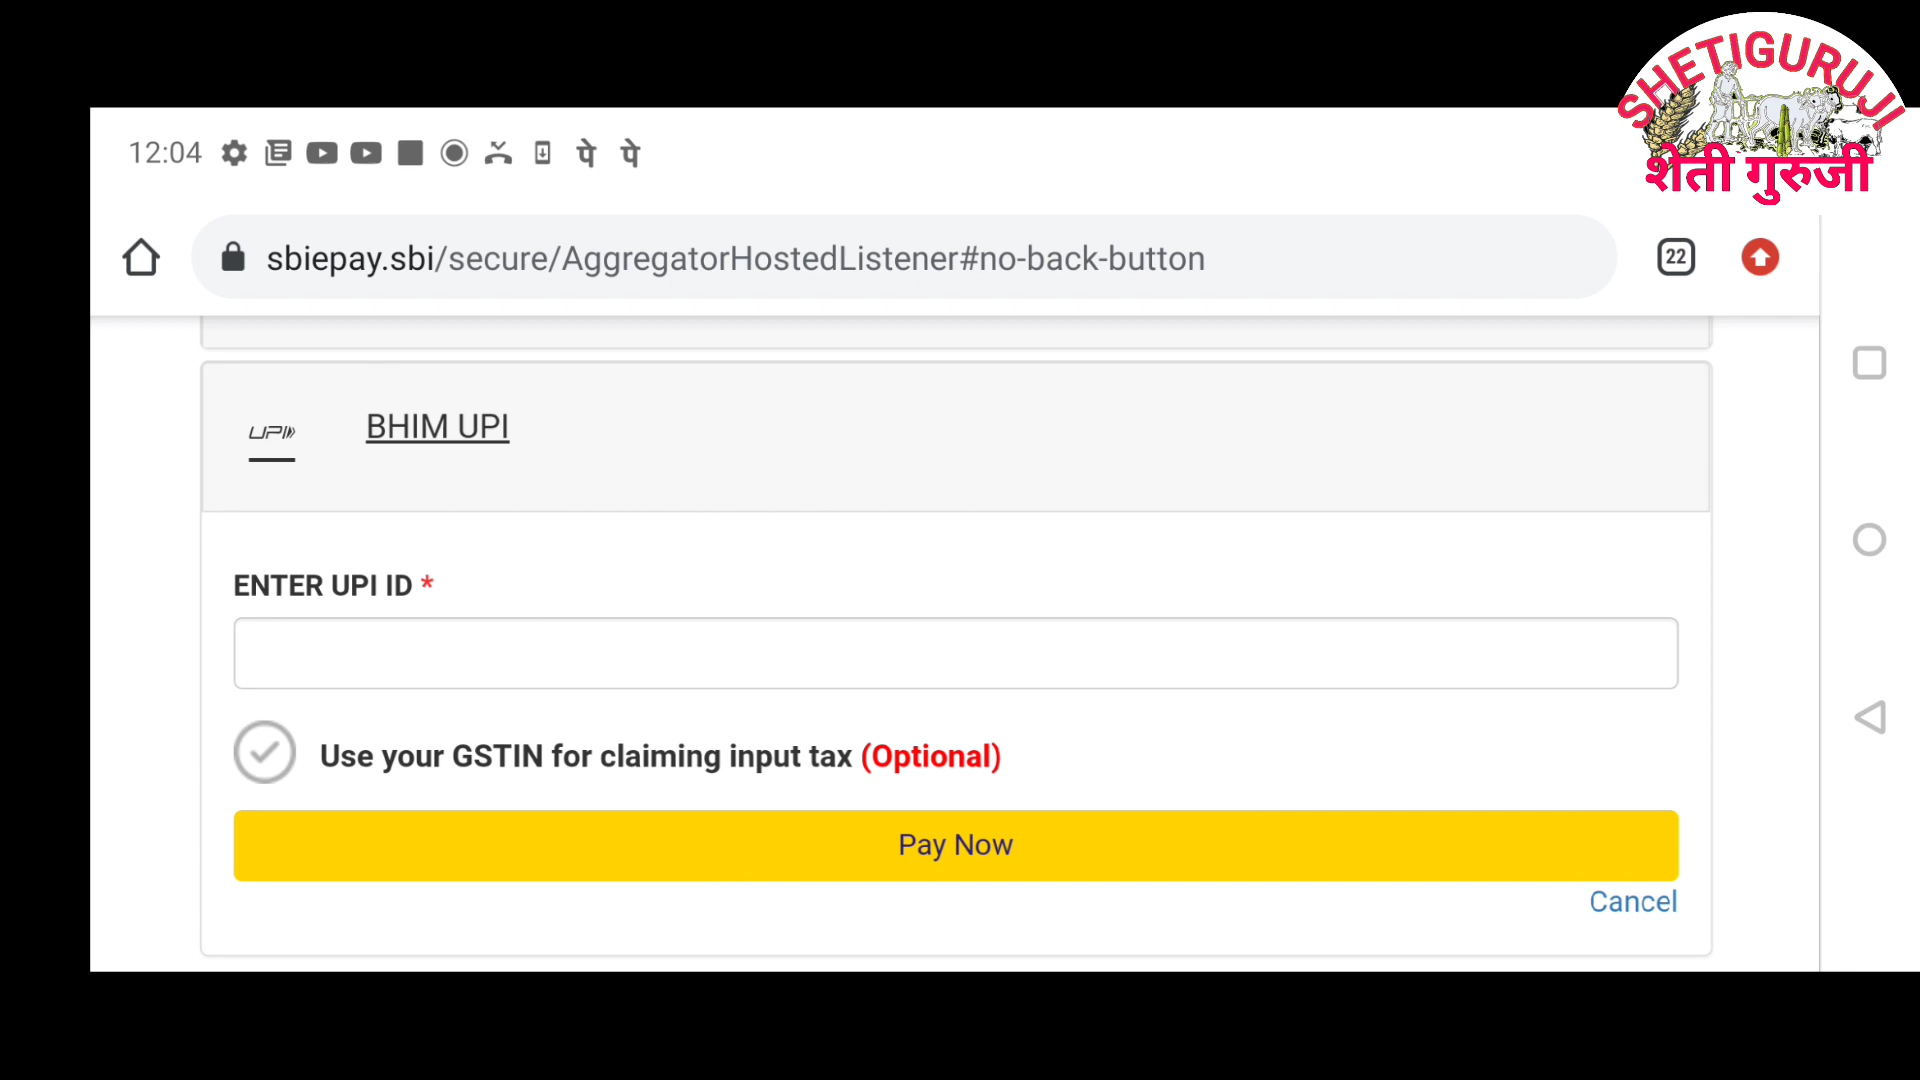 SHETIGURUJI
शेती गुरुजी
12:04 पे पे
sbiepay.sbi/secure/AggregatorHostedListener#no-back-button
22
UPI
BHIM UPI
ENTER UPI ID *
Use your GSTIN for claiming input tax (Optional)
Pay Now
Cancel